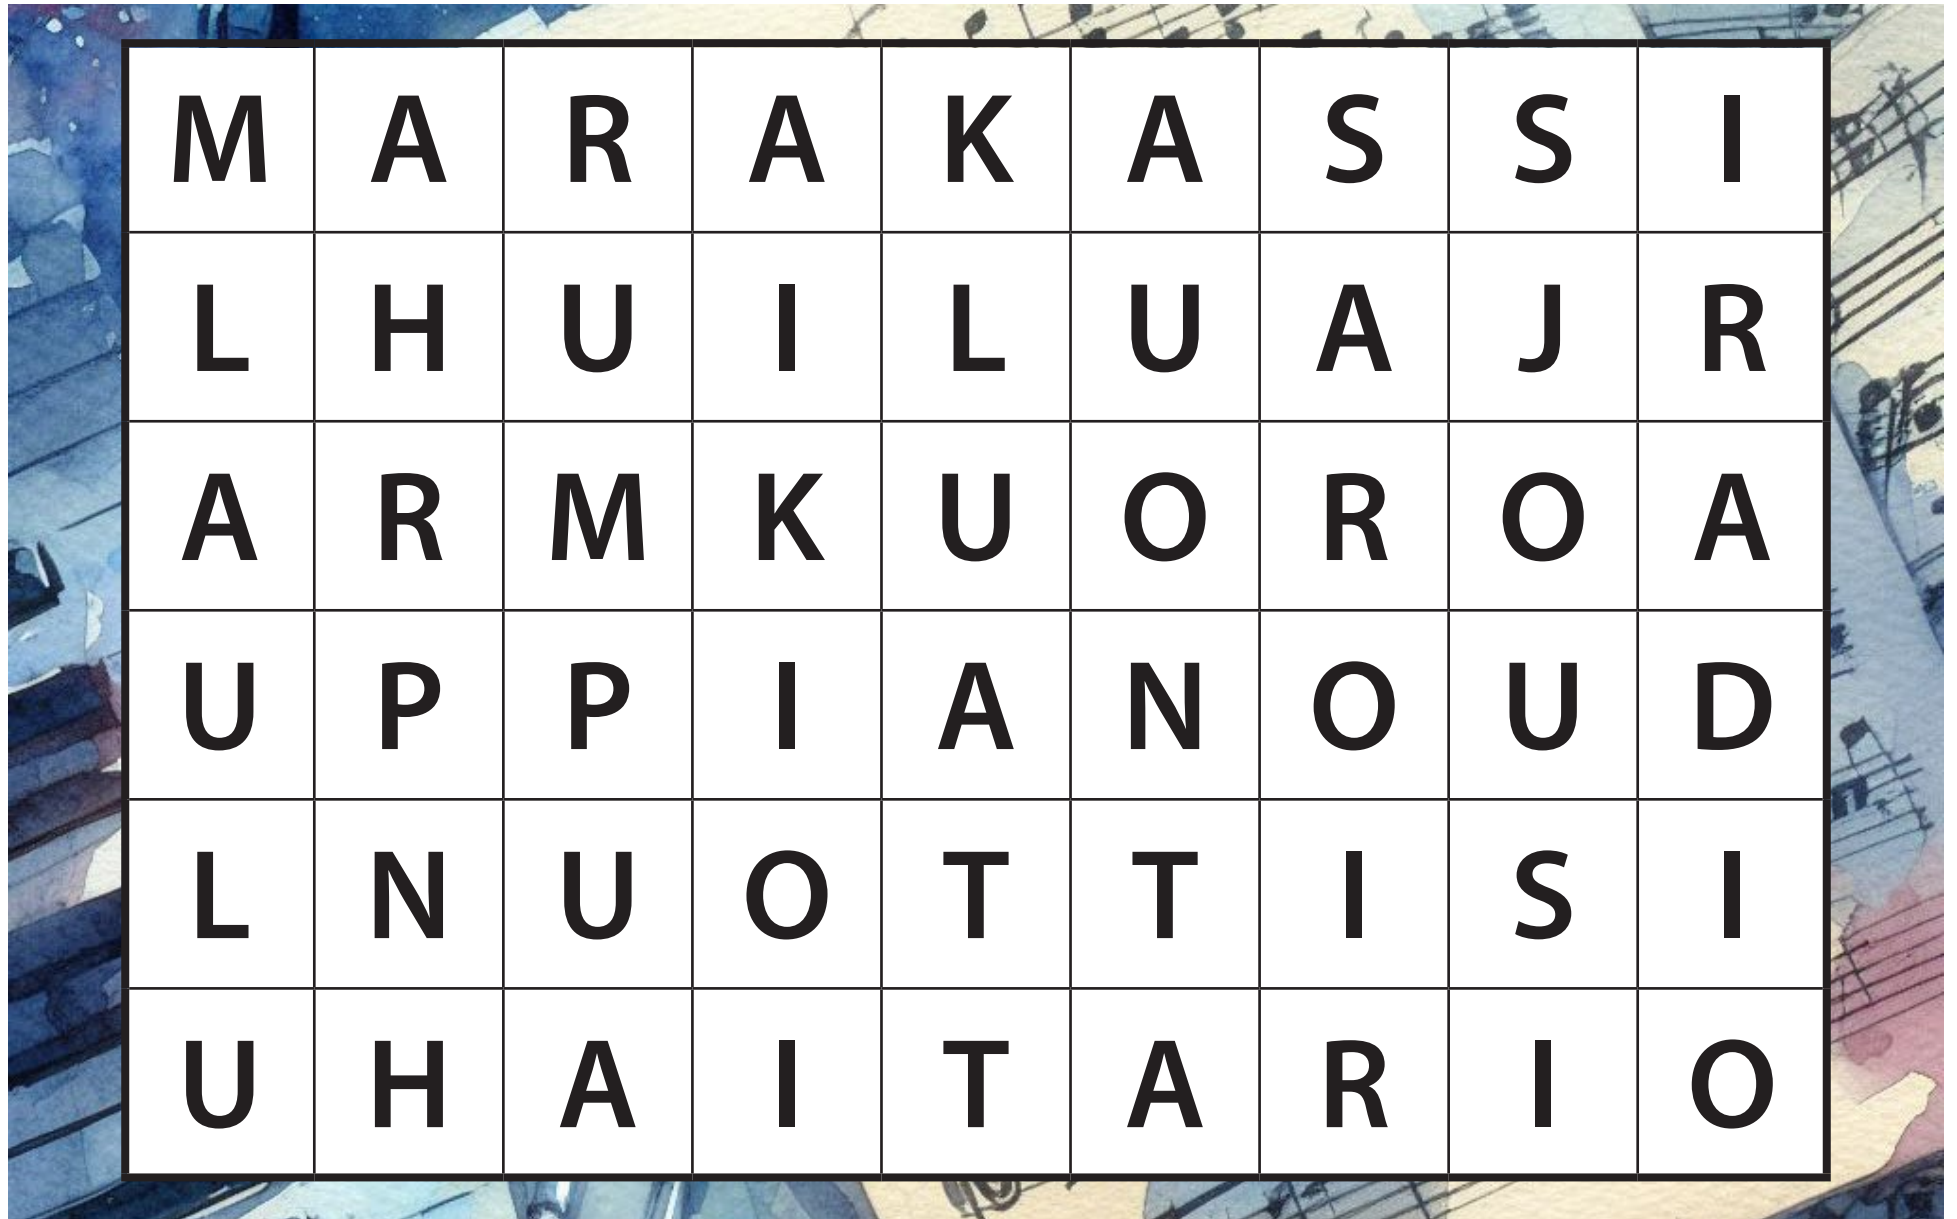 M A R A K A S S I
L H U I L U A J R
A R M K U O R O A
U P P I A N O U D
L N U O T T I S I
U H A I T A R I O